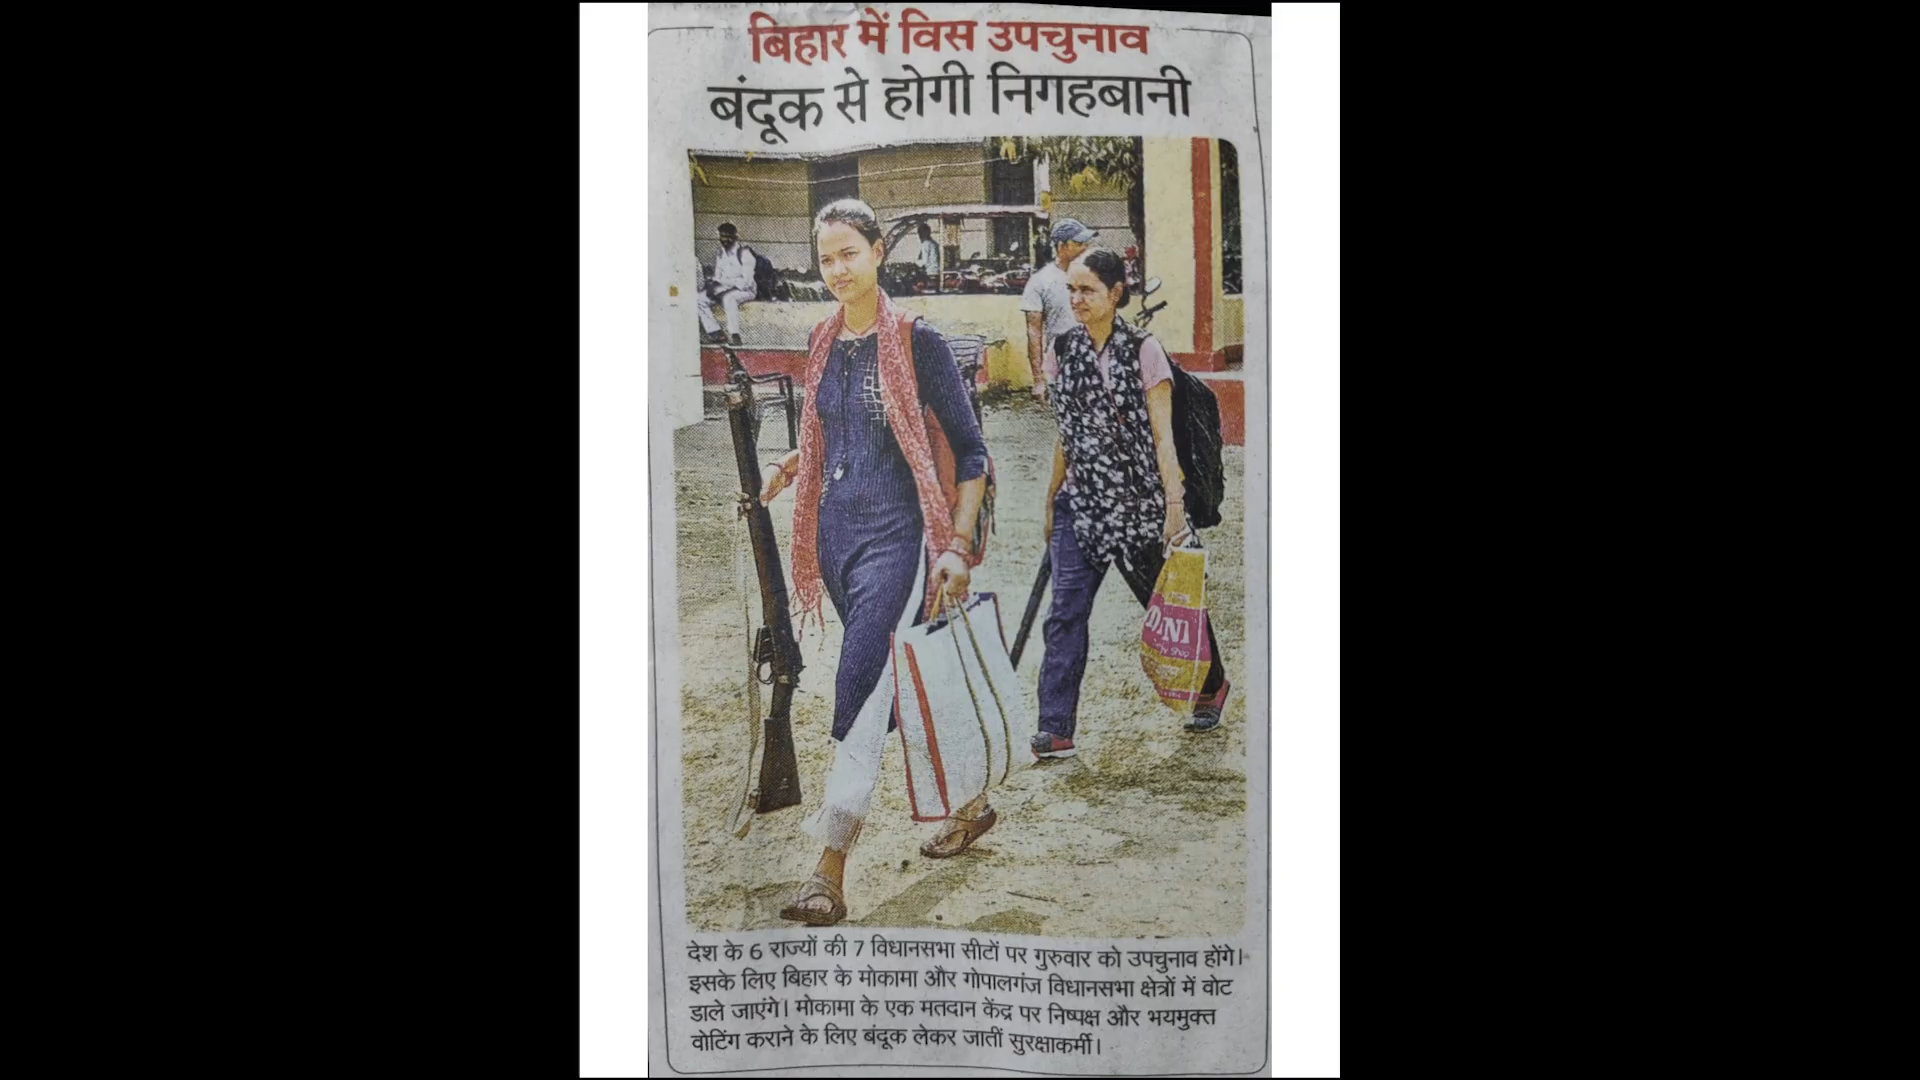 बिहार में विस उपचुनाव
बंदूक से होगी निगहबानी
DINI
देश के 6 राज्यों की 7 विधानसभा सीटों पर गुरुवार को उपचुनाव होंगे।
इसके लिए बिहार के मोकामा और गोपालगंज विधानसभा क्षेत्रों में वोट
डाले जाएंगे। मोकामा के एक मतदान केंद्र पर निष्पक्ष और भयमुक्त
वोटिंग कराने के लिए बंदूक लेकर जातीं सुरक्षाकर्मी।